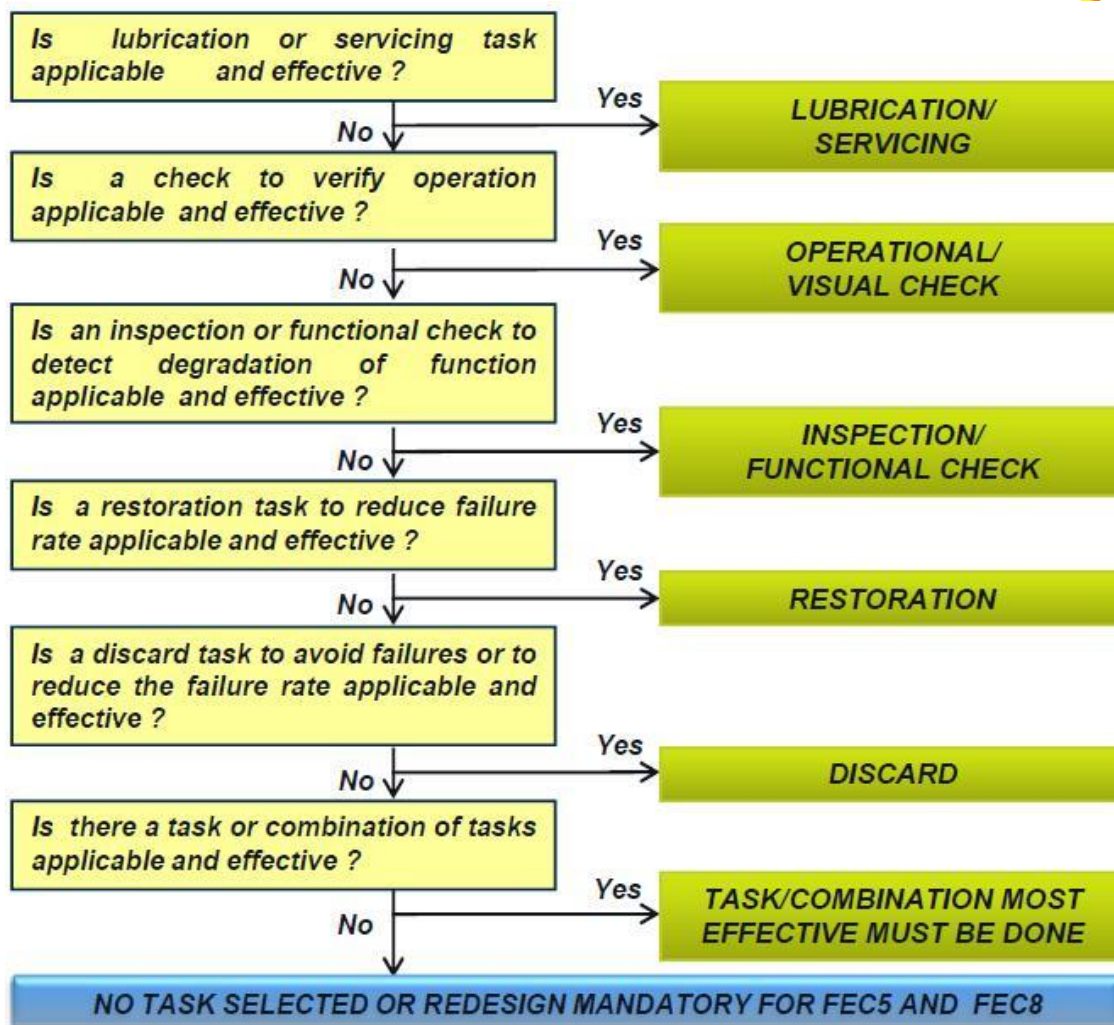 Is lubrication or servicing task
applicable and effective ?
Yes
LUBRICATION/
SERVICING
No
Is a check to verify operation
applicable and effective ?
Yes
OPERATIONAL/
VISUAL CHECK
No
Is an inspection or functional check to
detect degradation of function
applicable and effective ?
Yes
INSPECTION/
FUNCTIONAL CHECK
No
Is a restoration task to reduce failure
rate applicable and effective ?
Yes
RESTORATION
No
Is a discard task to avoid failures or to
reduce the failure rate applicable and
effective ?
Yes
DISCARD
No
Is there a task or combination of tasks
applicable and effective ?
Yes
TASK/COMBINATION MOST
EFFECTIVE MUST BE DONE
No
NO TASK SELECTED OR REDESIGN MANDATORY FOR FEC5 AND FEC8